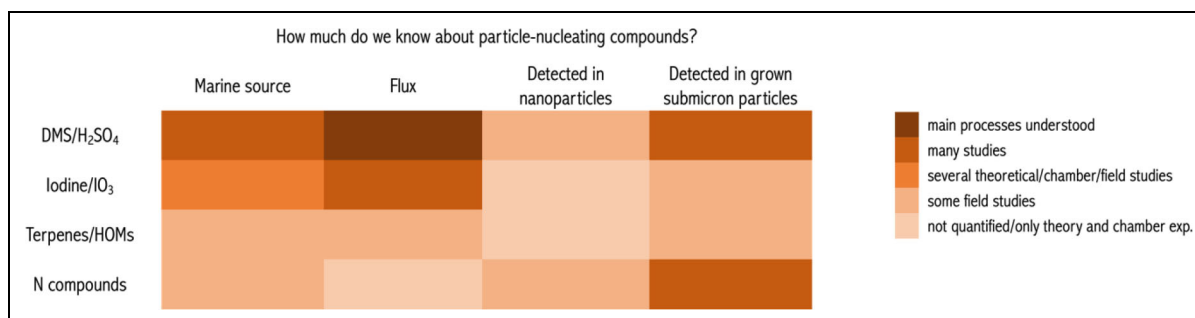 How much do we know about particle-nucleating compounds?
Marine source
Flux
Detected in
nanoparticles
Detected in grown
submicron particles
DMS/H₂SO₄
Iodine/IO₃
Terpenes/HOMs
N compounds
main processes understood
many studies
several theoretical/chamber/field studies
some field studies
not quantified/only theory and chamber exp.